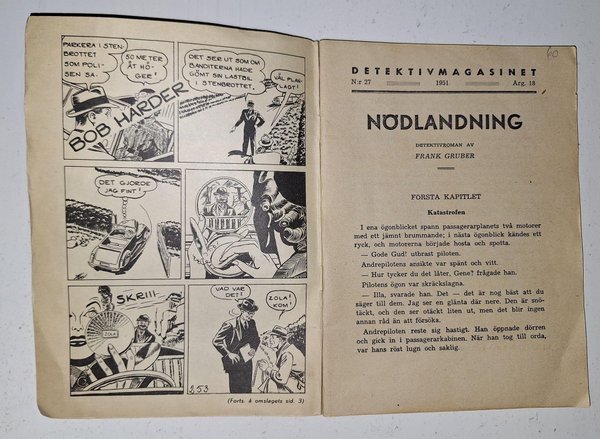 PARKERA I STEN-
BROTTET
SOM POLI-
SEN SA.
50 METER
ÅT HÖ-
GER!
BOB HARDER
DET SER UT SOM OM
BANDITERNA HADE
GÖMT SIN LASTBIL
I STENBROTTET.
VÄL PLAN-
LAGT!
DET GJORDE
JAG FINT!
SKRIII
ZOLA
VAD VAR
DET?
ZOLA!
KOM!
253
(Forts. å omslagets sid. 3)
60
DETEKTIVMAGASINET
N:r 27
1951
Årg. 18
NÖDLANDNING
DETEKTIVROMAN AV
FRANK GRUBER
FÖRSTA KAPITLET
Katastrofen
I ena ögonblicket spann passagerarplanets två motorer
med ett jämnt brummande; i nästa ögonblick kändes ett
ryck, och motorerna började hosta och spotta.
— Gode Gud! utbrast piloten.
Andrepilotens ansikte var spänt och vitt.
— Hur tycker du det låter, Gene? frågade han.
Pilotens ögon var skräckslagna.
— Illa, svarade han. Det — det är nog bäst att du
säger till dem. Jag ser en glänta där nere. Den är snö-
täckt, och den ser otäckt liten ut, men det blir ingen
annan råd än att försöka.
Andrepiloten reste sig hastigt. Han öppnade dörren
och gick in i passagerarkabinen. När han tog till orda,
var hans röst lugn och saklig.